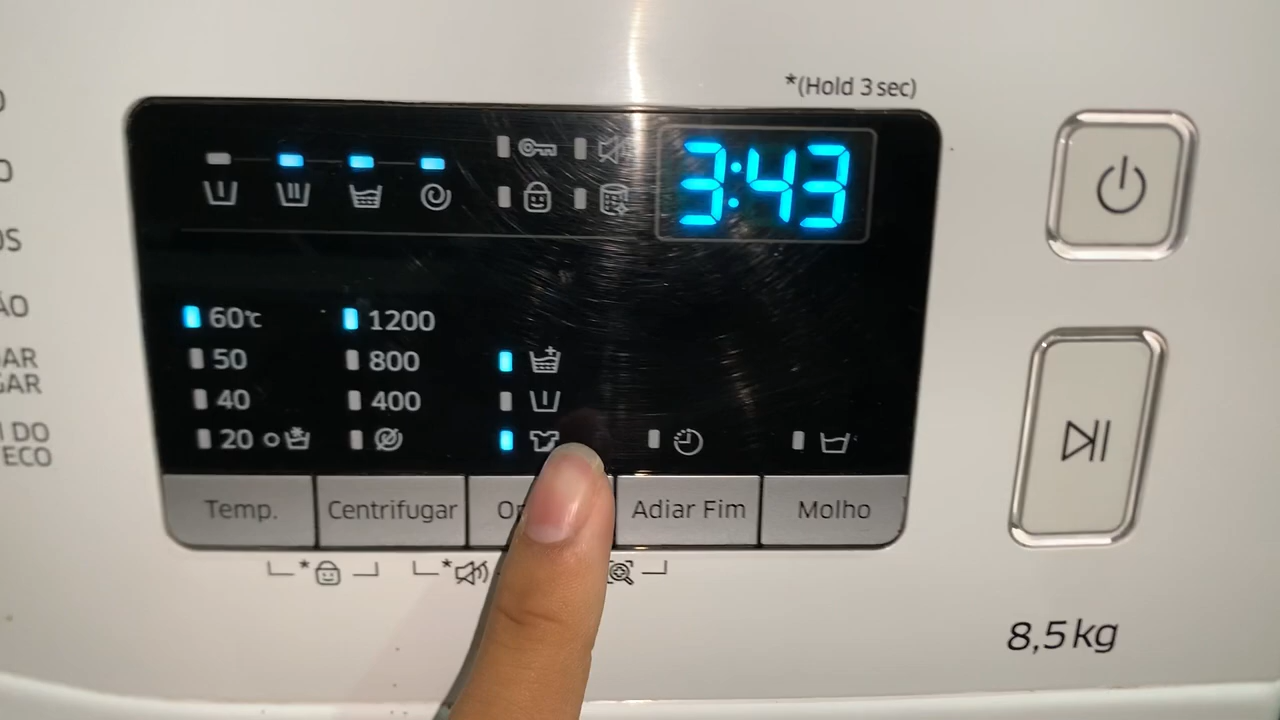 *(Hold 3 sec)
3:43
60℃
1200
50
800
40
400
20
Temp.
Centrifugar
Adiar Fim
Molho
*
*
8,5kg
ECO